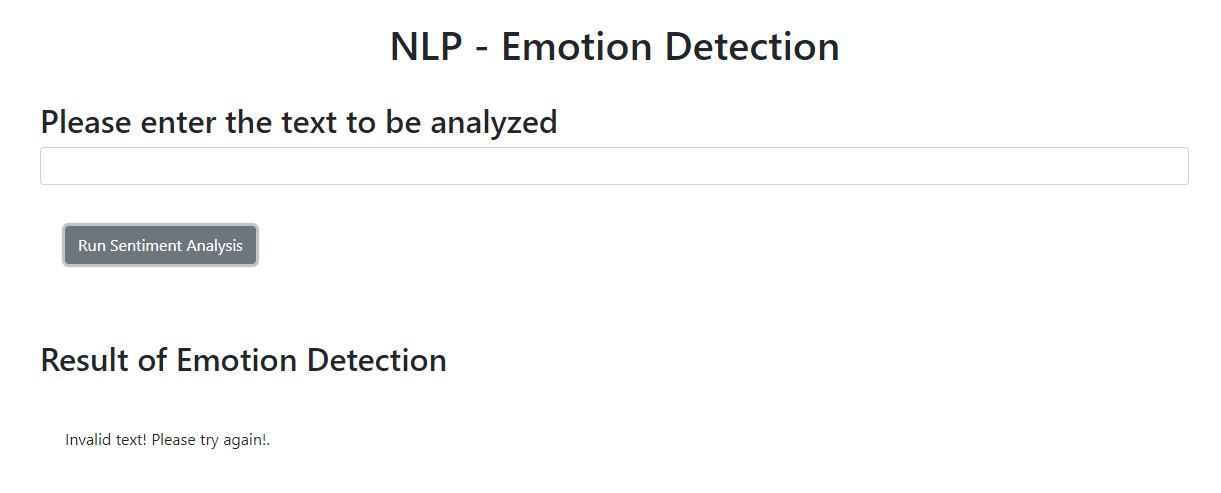 NLP - Emotion Detection
Please enter the text to be analyzed
Run Sentiment Analysis
Result of Emotion Detection
Invalid text! Please try again!.